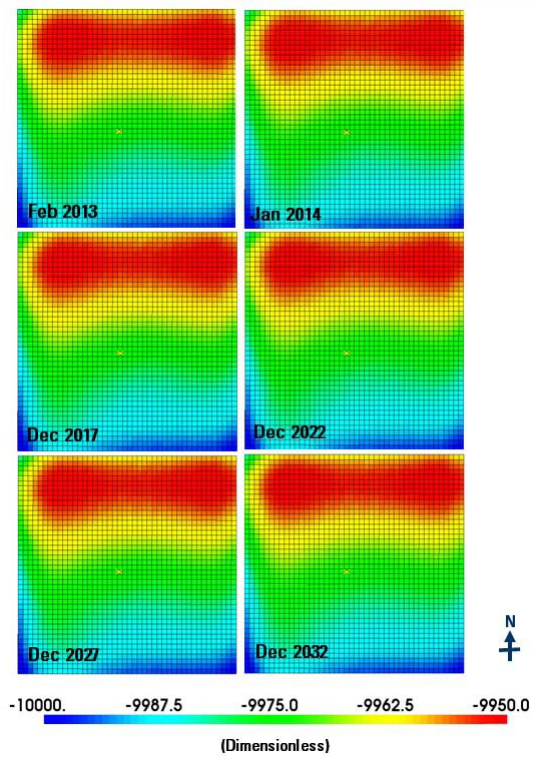 Feb 2013
Jan 2014
Dec 2017
Dec 2022
Dec 2027
Dec 2032
N
-10000. -9987.5 -9975.0 -9962.5 -9950.0
(Dimensionless)